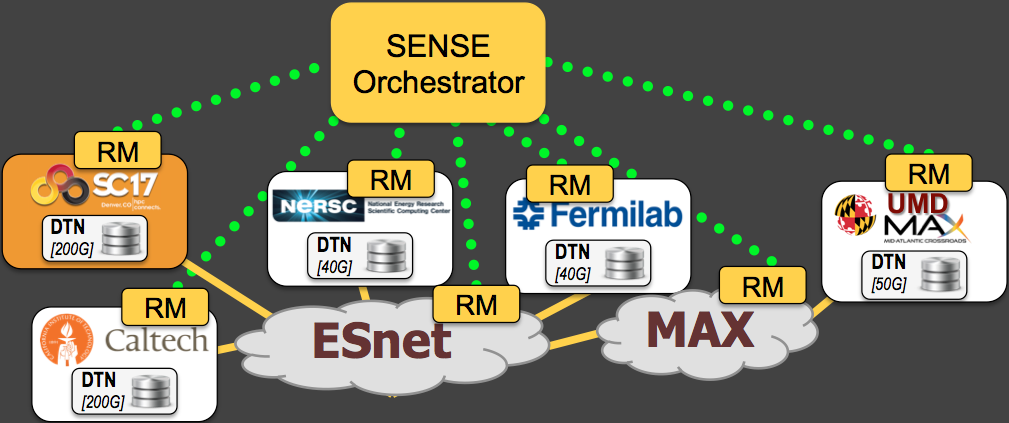 SENSE
Orchestrator
RM
SC17
Denver, CO
hpc
connects.
DTN
[200G]
RM
NERSC
National Energy Research
Scientific Computing Center
DTN
[40G]
RM
Fermilab
DTN
[40G]
RM
UMD
MAX
MID-ATLANTIC CROSSROADS
DTN
[50G]
RM
Caltech
DTN
[200G]
RM
ESnet
RM
MAX